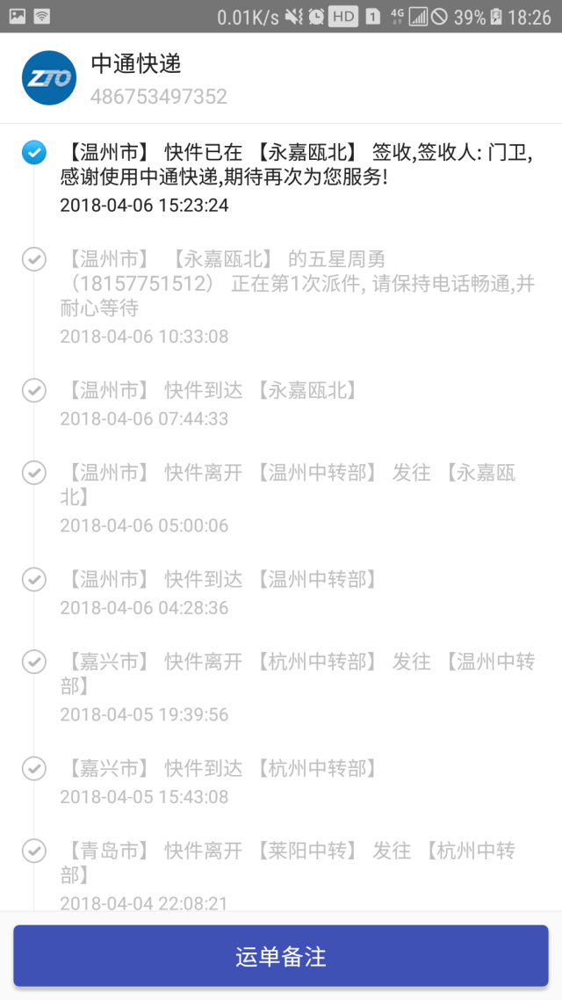 0.01K/s HD 1 4G 39% 18:26
ZTO
中通快递
486753497352
【温州市】 快件已在 【永嘉瓯北】 签收,签收人: 门卫,
感谢使用中通快递,期待再次为您服务!
2018-04-06 15:23:24
【温州市】 【永嘉瓯北】 的五星周勇
（18157751512） 正在第1次派件, 请保持电话畅通,并
耐心等待
2018-04-06 10:33:08
【温州市】 快件到达 【永嘉瓯北】
2018-04-06 07:44:33
【温州市】 快件离开 【温州中转部】 发往 【永嘉瓯
北】
2018-04-06 05:00:06
【温州市】 快件到达 【温州中转部】
2018-04-06 04:28:36
【嘉兴市】 快件离开 【杭州中转部】 发往 【温州中转
部】
2018-04-05 19:39:56
【嘉兴市】 快件到达 【杭州中转部】
2018-04-05 15:43:08
【青岛市】 快件离开 【莱阳中转】 发往 【杭州中转
部】
2018-04-04 22:08:21
运单备注